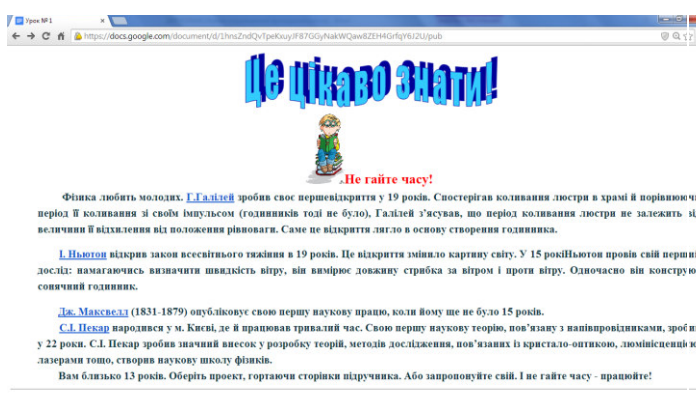 Урок №1
https://docs.google.com/document/d/1hnsZndQvTpeKxuyJF87GGyNakWQaw8ZEH4GrfqY6J2U/pub
Це цікаво знати!
Не гайте часу!
Фізика любить молодих. Г.Галілей зробив своє першевідкриття у 19 років. Спостерігав коливання люстри в храмі й порівнююч
період її коливання зі своїм імпульсом (годинників тоді не було), Галілей з'ясував, що період коливання люстри не залежить ві
величини її відхилення від положення рівноваги. Саме це відкриття лягло в основу створення годинника.
І. Ньютон відкрив закон всесвітнього тяжіння в 19 років. Це відкриття змінило картину світу. У 15 рокіНьютон провів свій перши
дослід: намагаючись визначити швидкість вітру, він вимірює довжину стрибка за вітром і проти вітру. Одночасно він конструю
сонячний годинник.
Дж. Максвелл (1831-1879) опубліковує свою першу наукову працю, коли йому ще не було 15 років.
С.І. Пекар народився у м. Києві, де й працював тривалий час. Свою першу наукову теорію, пов'язану з напівпровідниками, зроби
у 22 роки. С.І. Пекар зробив значний внесок у розробку теорій, методів дослідження, пов'язаних із кристало-оптикою, люмінісценцію
лазерами тощо, створив наукову школу фізиків.
Вам близько 13 років. Оберіть проект, гортаючи сторінки підручника. Або запропонуйте свій. І не гайте часу - працюйте!